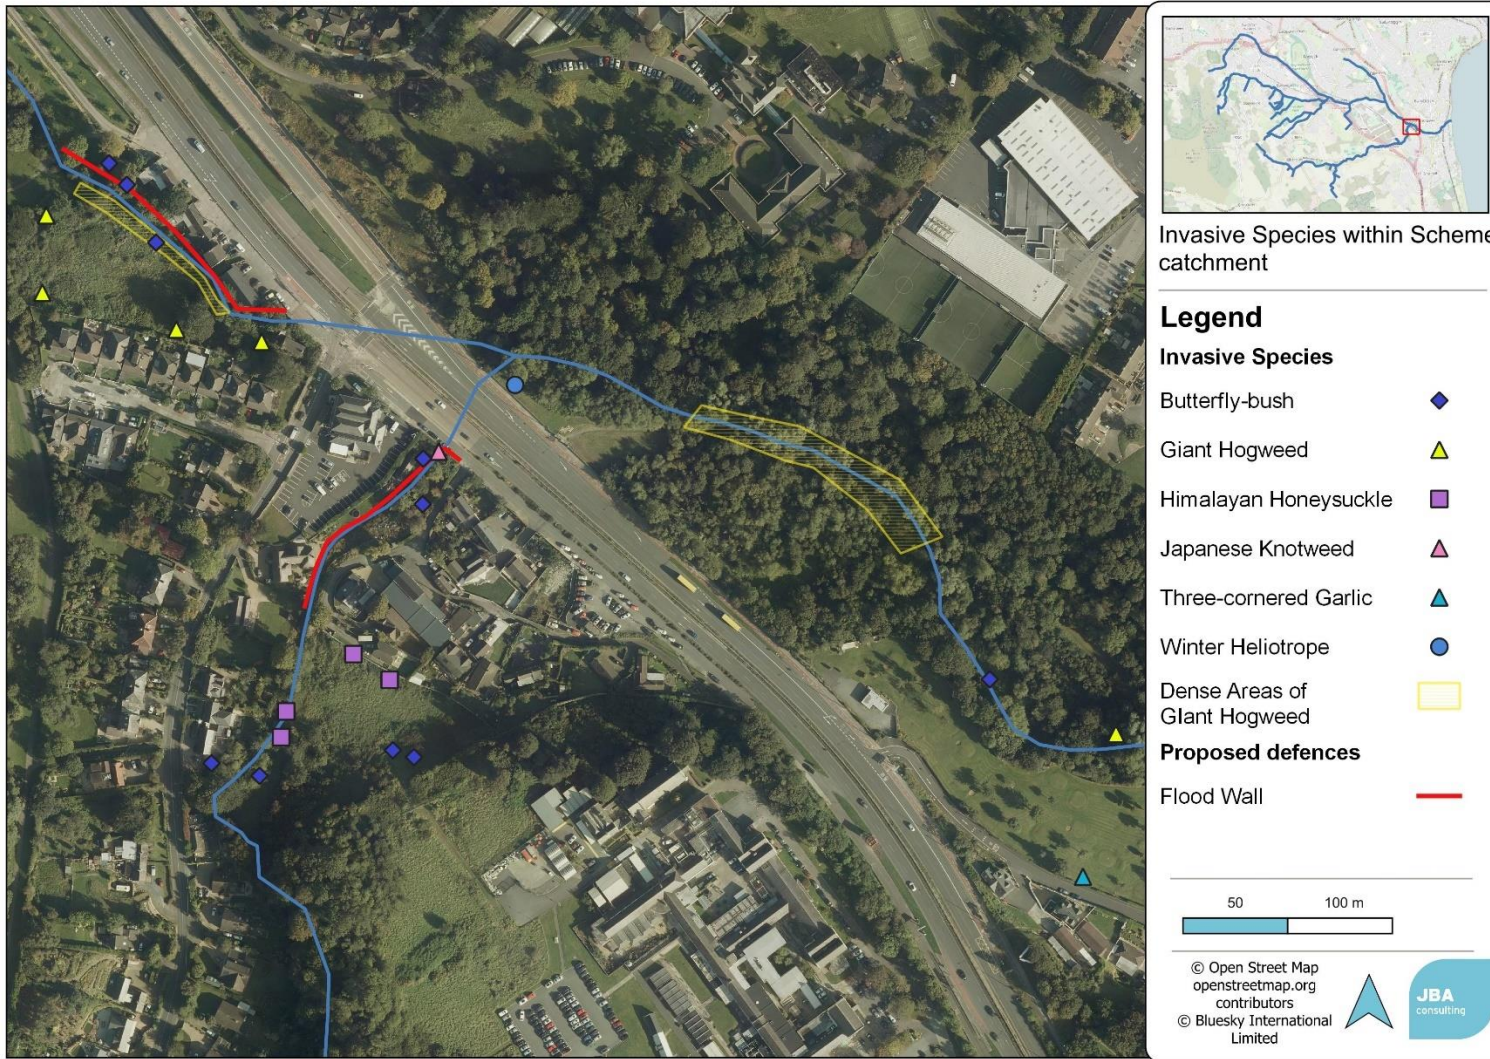 Invasive Species within Scheme
catchment
Legend
Invasive Species
Butterfly-bush
Giant Hogweed
Himalayan Honeysuckle
Japanese Knotweed
Three-cornered Garlic
Winter Heliotrope
Dense Areas of
GIant Hogweed
Proposed defences
Flood Wall
50 100 m
© Open Street Map
openstreetmap.org
contributors
© Bluesky International
Limited
JBA
consulting